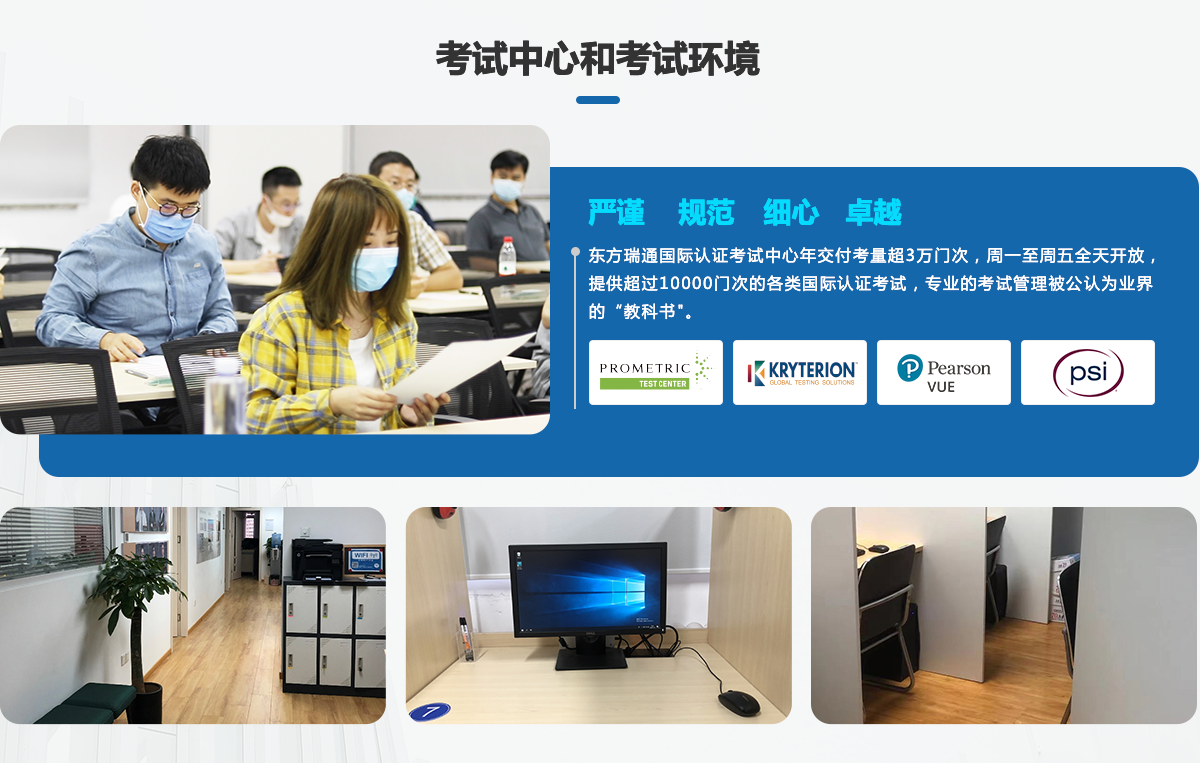 考试中心和考试环境
严谨 规范 细心 卓越
东方瑞通国际认证考试中心年交付考量超3万门次，周一至周五全天开放，
提供超过10000门次的各类国际认证考试，专业的考试管理被公认为业界
的“教科书"。
PROMETRIC
TEST CENTER
KRYTERION
GLOBAL TESTING SOLUTIONS
Pearson
VUE
psi
WIFI
7